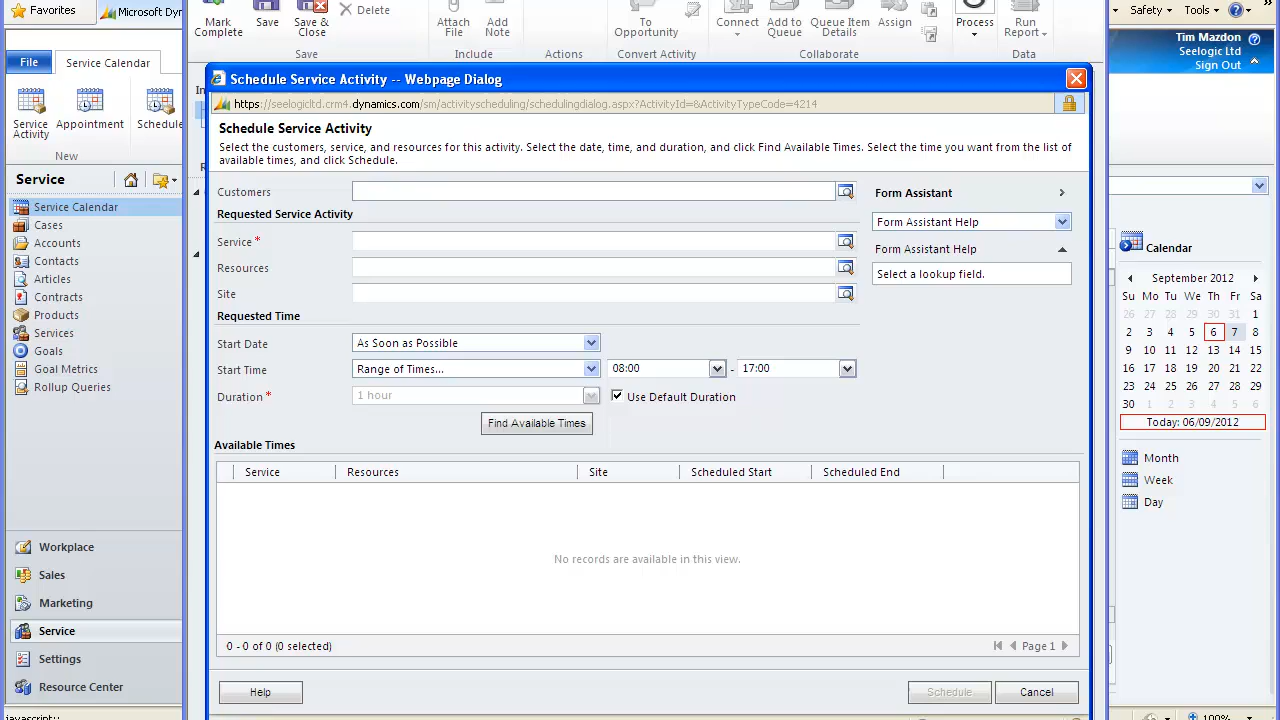 Favorites
Microsoft Dyn
Mark
Complete
Save
Save &
Close
Delete
Attach
File
Add
Note
To
Opportunity
Connect
Add to
Queue
Queue Item
Details
Assign
Process
Run
Report
Safety
Tools
Save
Include
Actions
Convert Activity
Collaborate
Data
Tim Mazdon
Seelogic Ltd
Sign Out
File
Service Calendar
Service
Activity
Appointment
Schedule
New
Schedule Service Activity -- Webpage Dialog
https://seelogicltd.crm4.dynamics.com/sm/activityscheduling/schedulingdialog.aspx?ActivityId=&ActivityTypeCode=4214
Schedule Service Activity
Select the customers, service, and resources for this activity. Select the date, time, and duration, and click Find Available Times. Select the time you want from the list of
available times, and click Schedule.
Customers
Requested Service Activity
Service *
Resources
Site
Requested Time
Start Date
As Soon as Possible
Start Time
Range of Times...
08:00
-
17:00
Duration *
1 hour
Use Default Duration
Find Available Times
Available Times
Service
Resources
Site
Scheduled Start
Scheduled End
No records are available in this view.
0 - 0 of 0 (0 selected)
Page 1
Help
Schedule
Cancel
Form Assistant
Form Assistant Help
Form Assistant Help
Select a lookup field.
Service
Service Calendar
Cases
Accounts
Contacts
Articles
Contracts
Products
Services
Goals
Goal Metrics
Rollup Queries
Workplace
Sales
Marketing
Service
Settings
Resource Center
Calendar
September 2012
Su Mo Tu We Th Fr Sa
26 27 28 29 30 31 1
2 3 4 5 6 7 8
9 10 11 12 13 14 15
16 17 18 19 20 21 22
23 24 25 26 27 28 29
30 1 2 3 4 5 6
Today: 06/09/2012
Month
Week
Day
100%